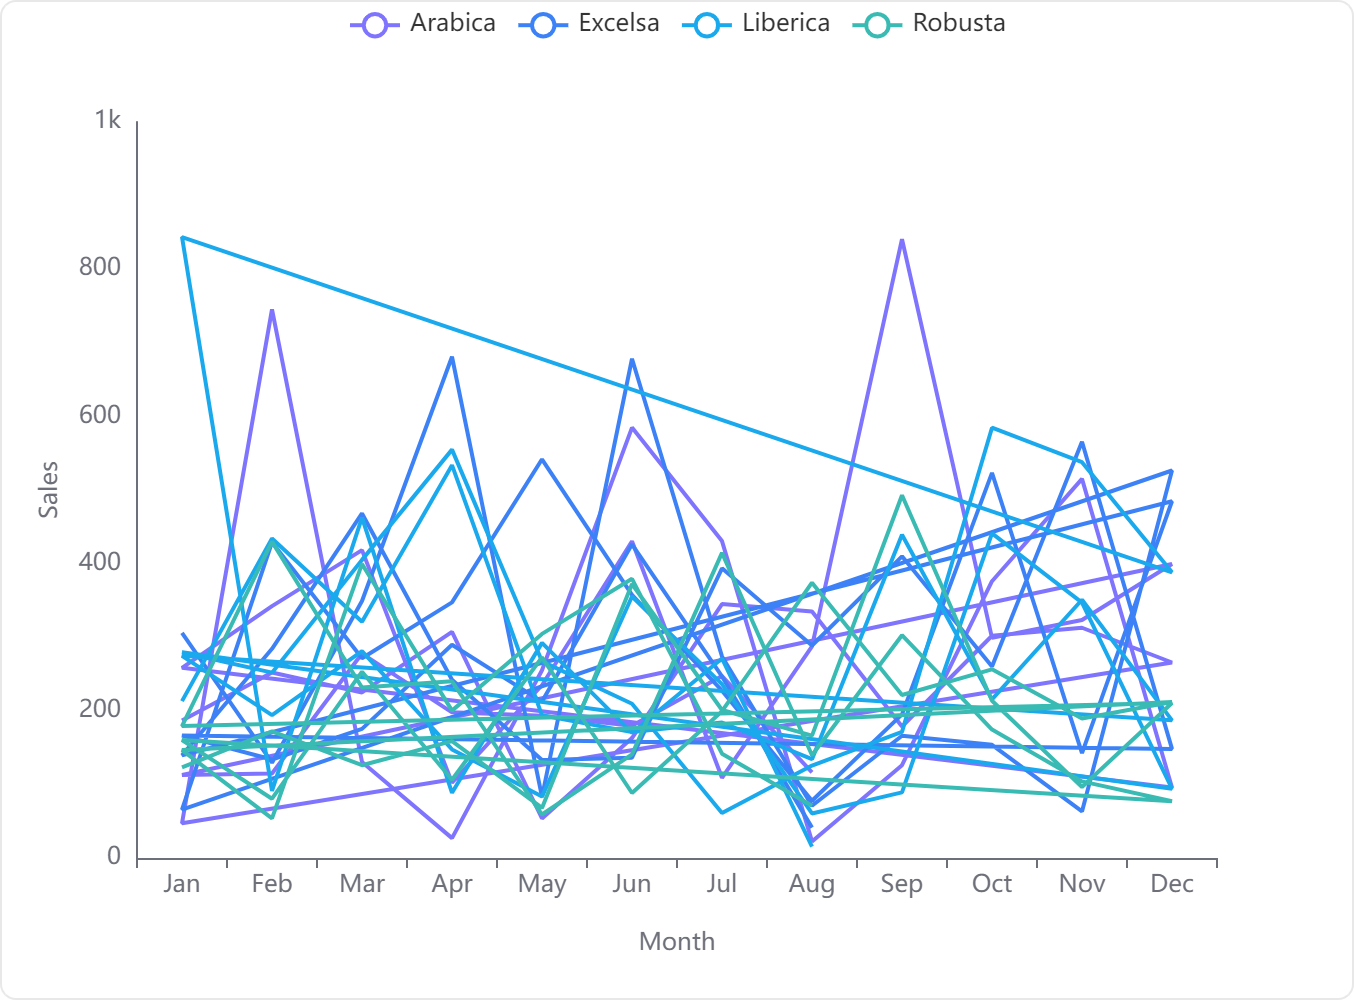 Arabica Excelsa Liberica Robusta
1k
800
600
400
200
0
Sales
Jan Feb Mar Apr May Jun Jul Aug Sep Oct Nov Dec
Month